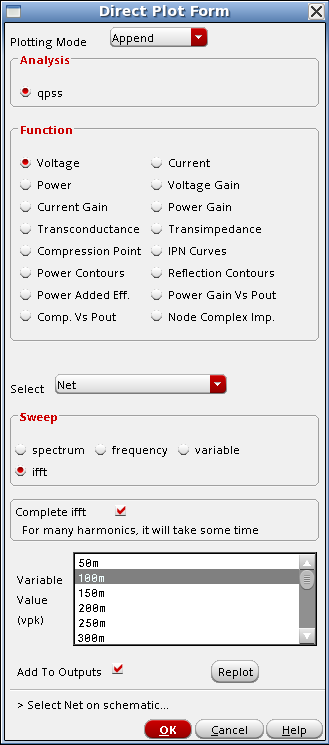 Direct Plot Form
Plotting Mode Append
Analysis
qpss
Function
Voltage Current
Power Voltage Gain
Current Gain Power Gain
Transconductance Transimpedance
Compression Point IPN Curves
Power Contours Reflection Contours
Power Added Eff. Power Gain Vs Pout
Comp. Vs Pout Node Complex Imp.
Select Net
Sweep
spectrum frequency variable
ifft
Complete ifft
For many harmonics, it will take some time
Variable
Value
(vpk)
50m
100m
150m
200m
250m
300m
Add To Outputs Replot
> Select Net on schematic...
OK Cancel Help